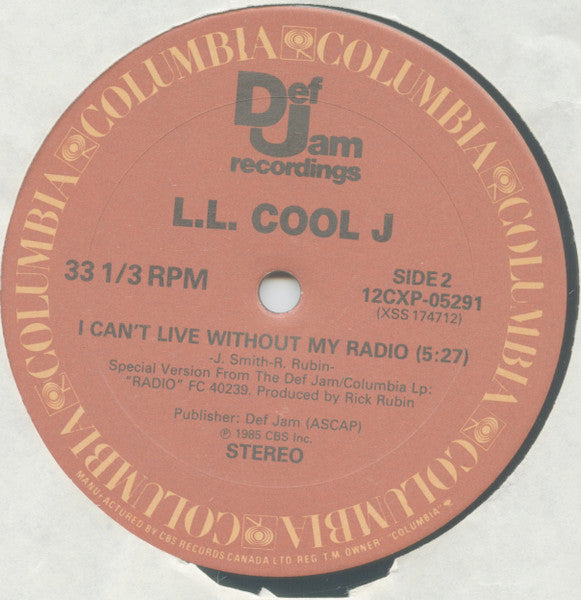 COLUMBIA COLUMBIA COLUMBIA COLUMBIA COLUMBIA COLUMBIA COLUMBIA COLUMBIA
Def
Jam
recordings
L.L. COOL J
33 1/3 RPM
SIDE 2
12CXP-05291
(XSS 174712)
I CAN'T LIVE WITHOUT MY RADIO (5:27)
-J. Smith-R. Rubin-
Special Version From The Def Jam/Columbia Lp:
"RADIO" FC 40239. Produced by Rick Rubin
Publisher: Def Jam (ASCAP)
℗ 1985 CBS Inc.
STEREO
MANUFACTURED BY CBS RECORDS CANADA LTD REG. T.M. OWNER "COLUMBIA"